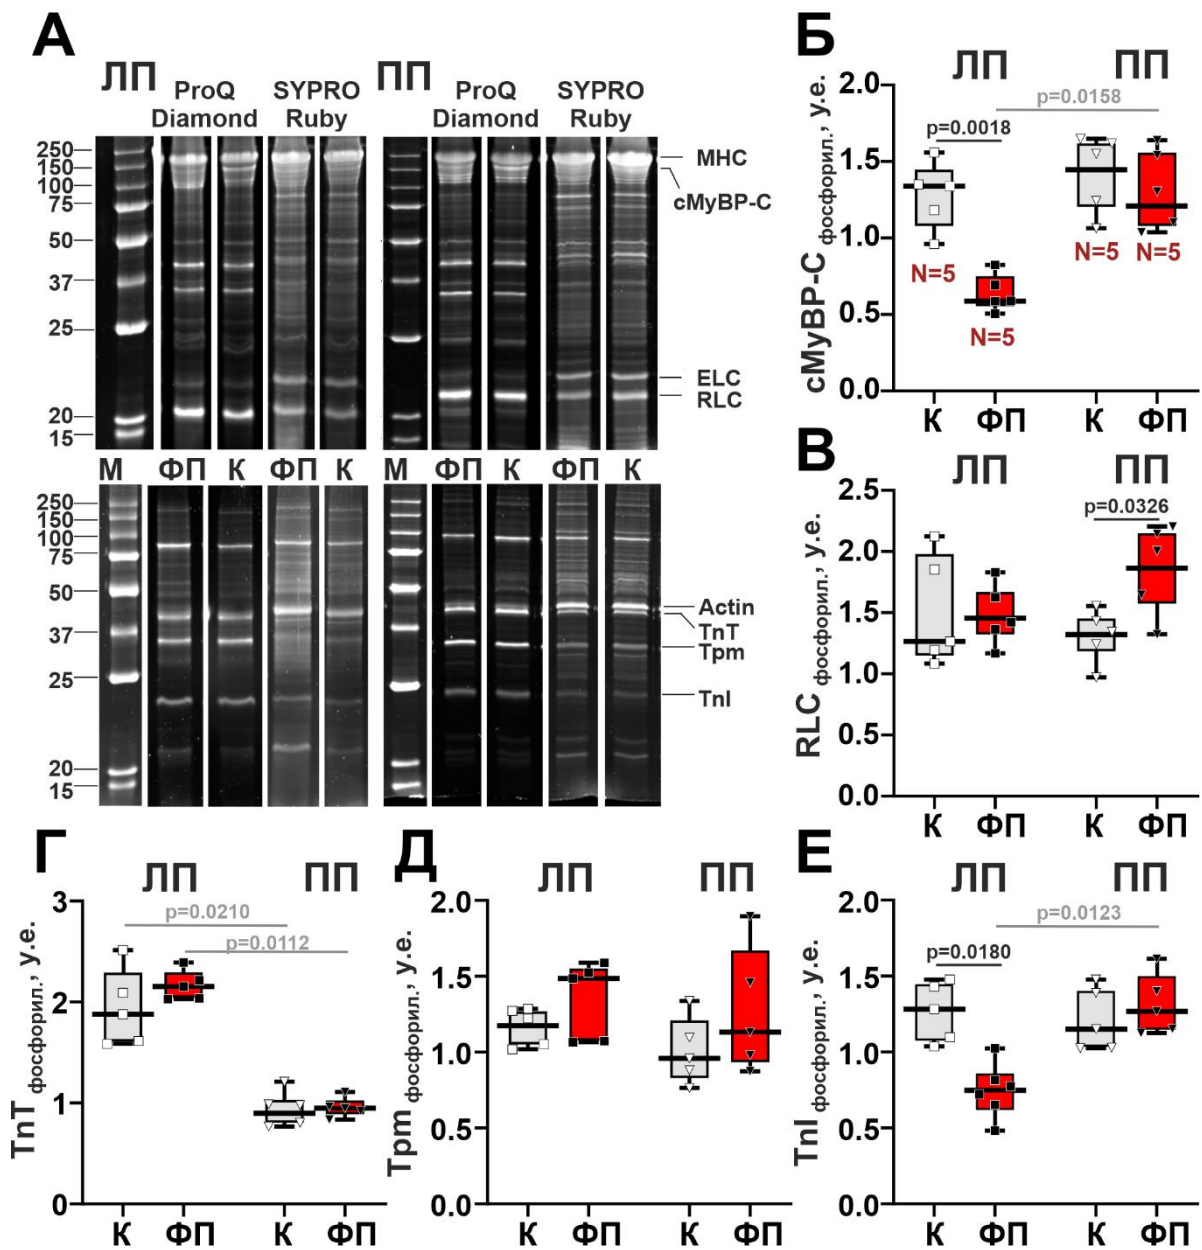 А
ЛП
ProQ
Diamond
SYPRO
Ruby
ПП
ProQ
Diamond
SYPRO
Ruby
250
150
75
50
37
25
20
15
MHC
cMyBP-C
ELC
RLC
М ФП К ФП К М ФП К ФП К
250
150
100
75
50
37
25
20
15
Actin
TnT
Tpm
TnI
Б
ЛП ПП
cMyBP-C фосфорил., у.е.
2.0
1.5
1.0
0.5
0.0
p=0.0158
p=0.0018
N=5
N=5
N=5
N=5
К ФП К ФП
В
ЛП ПП
RLC фосфорил., у.е.
2.5
2.0
1.5
1.0
0.5
0.0
p=0.0326
К ФП К ФП
Г
ЛП ПП
TnT фосфорил., у.е.
3
2
1
0
p=0.0210
p=0.0112
К ФП К ФП
Д
ЛП ПП
Tpm фосфорил., у.е.
2.0
1.5
1.0
0.5
0.0
К ФП К ФП
Е
ЛП ПП
TnI фосфорил., у.е.
2.0
1.5
1.0
0.5
0.0
p=0.0123
p=0.0180
К ФП К ФП